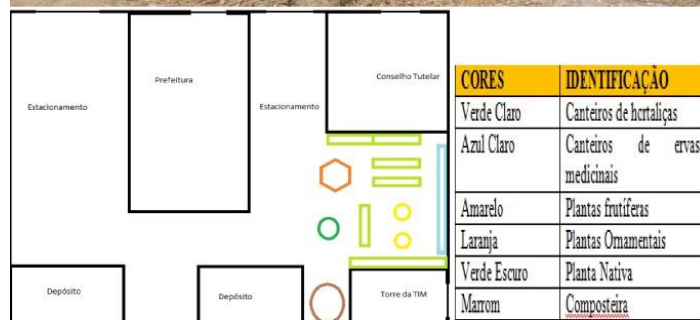 Prefeitura
Conselho Tutelar
Estacionamento
Estacionamento
Depósito
Depósito
Torre da TIM
CORES IDENTIFICAÇÃO
Verde Claro Canteiros de hortaliças
Azul Claro Canteiros de ervas
medicinais
Amarelo Plantas frutíferas
Laranja Plantas Ornamentais
Verde Escuro Planta Nativa
Marrom Composteira